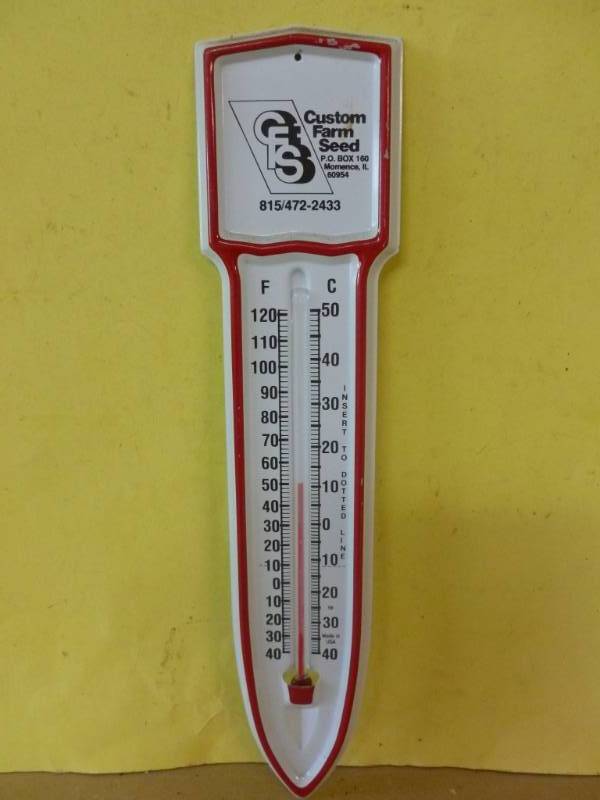 CFS
Custom
Farm
Seed
P.O. BOX 160
Momence, IL
60954
815/472-2433
F C
120 50
110
100 40
90
80 30
70
60 20
50 10
40
30 0
20
10 10
0
10 20
20
30 30
40 40
INSERT TO DOTTED LINE
Made in
USA